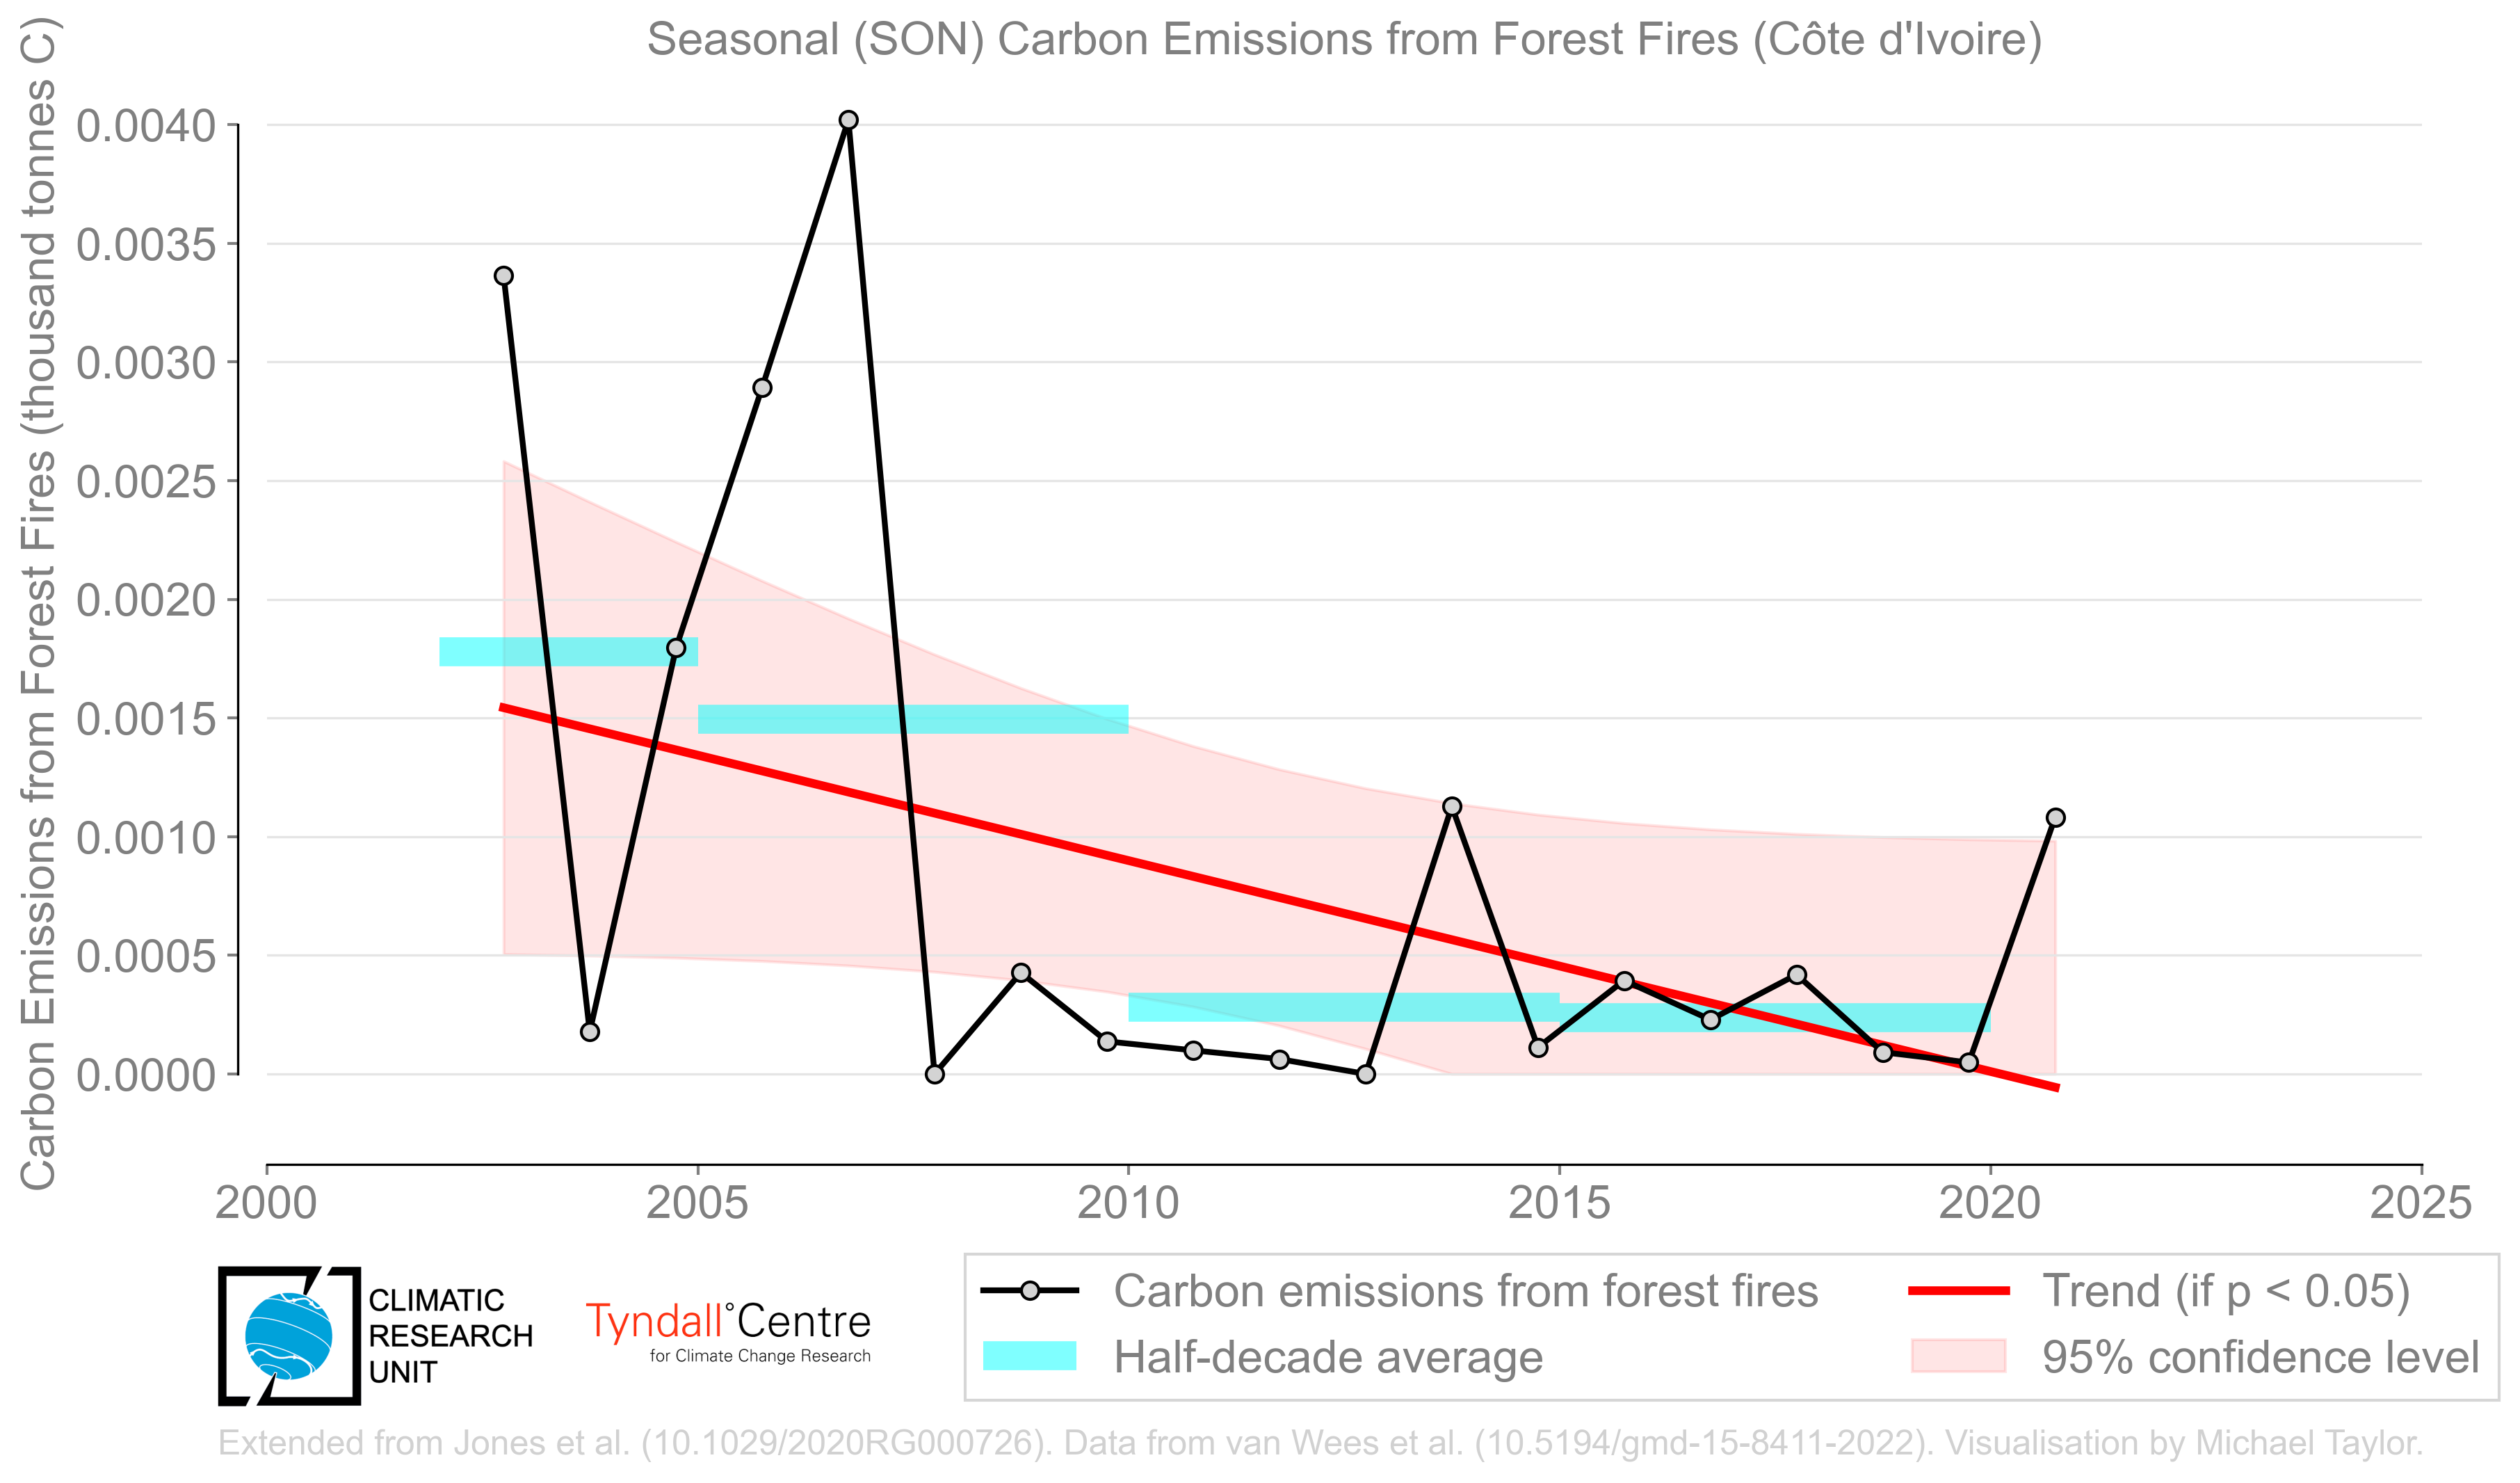 Seasonal (SON) Carbon Emissions from Forest Fires (Côte d'Ivoire)
Carbon Emissions from Forest Fires (thousand tonnes C)
0.0040
0.0035
0.0030
0.0025
0.0020
0.0015
0.0010
0.0005
0.0000
2000 2005 2010 2015 2020 2025
CLIMATIC
RESEARCH
UNIT
Tyndall°Centre
for Climate Change Research
Carbon emissions from forest fires
Half-decade average
Trend (if p < 0.05)
95% confidence level
Extended from Jones et al. (10.1029/2020RG000726). Data from van Wees et al. (10.5194/gmd-15-8411-2022). Visualisation by Michael Taylor.